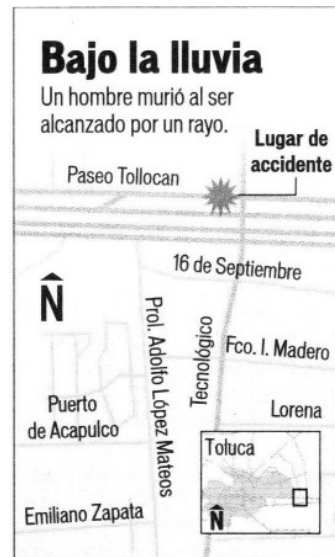 Bajo la lluvia
Un hombre murió al ser
alcanzado por un rayo.
Lugar de
accidente
Paseo Tollocan
16 de Septiembre
N
Prol. Adolfo López Mateos
Tecnológico
Fco. I. Madero
Puerto
de Acapulco
Lorena
Toluca
N
Emiliano Zapata